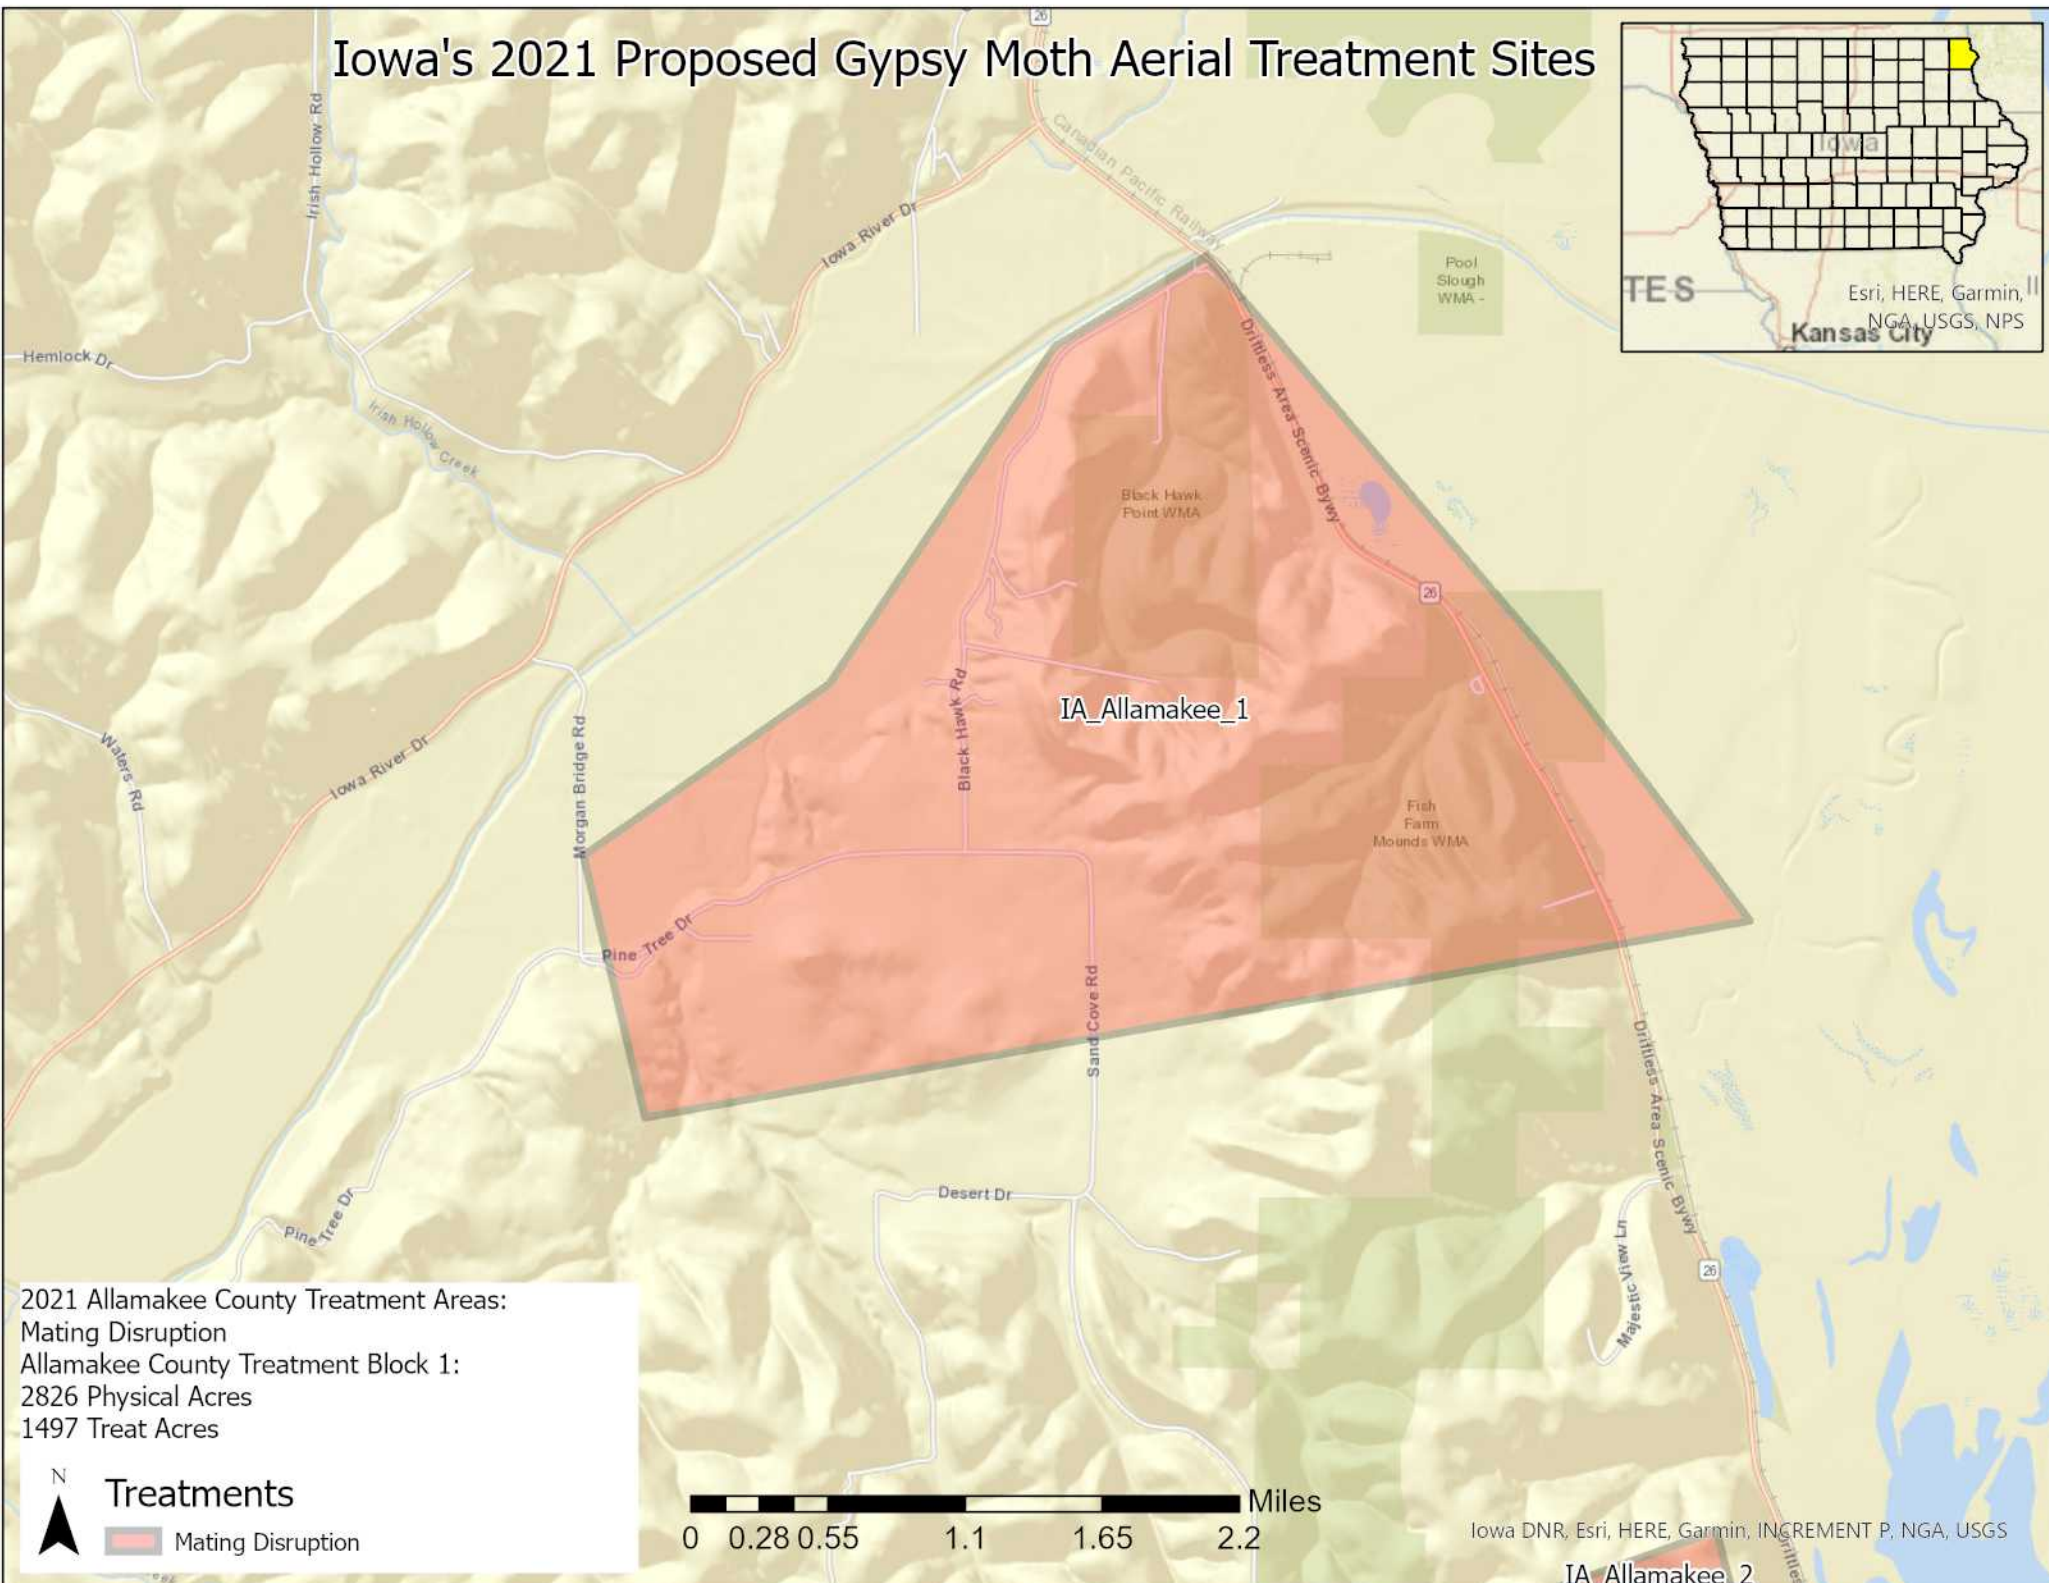 26
Iowa's 2021 Proposed Gypsy Moth Aerial Treatment Sites
Iowa
TES
Esri, HERE, Garmin,
NGA, USGS, NPS
Kansas City
Il
Irish Hollow Rd
Canadian Pacific Railway
Iowa River Dr
Pool
Slough
WMA -
Hemlock Dr
Irish Hollow Creek
Driftless Area Scenic Bywy
Black Hawk
Point WMA
26
Black Hawk Rd
IA_Allamakee_1
Morgan Bridge Rd
Waters Rd
Iowa River Dr
Fish
Farm
Mounds WMA
Pine Tree Dr
Sand Cove Rd
Driftless Area Scenic Bywy
Desert Dr
Pine Tree Dr
Majestic View Ln
26
2021 Allamakee County Treatment Areas:
Mating Disruption
Allamakee County Treatment Block 1:
2826 Physical Acres
1497 Treat Acres
N
Treatments
Mating Disruption
Miles
0 0.28 0.55 1.1 1.65 2.2
Iowa DNR, Esri, HERE, Garmin, INCREMENT P, NGA, USGS
IA_Allamakee_2